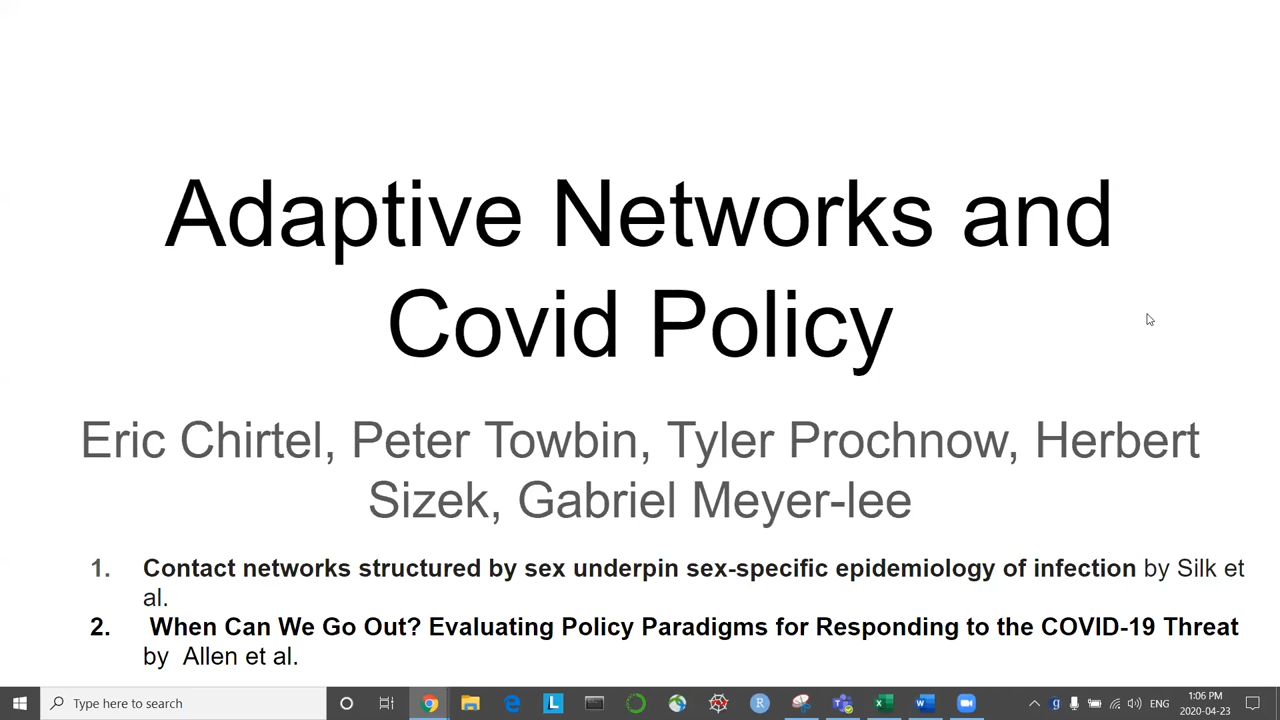 Adaptive Networks and
Covid Policy
Eric Chirtel, Peter Towbin, Tyler Prochnow, Herbert
Sizek, Gabriel Meyer-lee
1. Contact networks structured by sex underpin sex-specific epidemiology of infection by Silk et
al.
2. When Can We Go Out? Evaluating Policy Paradigms for Responding to the COVID-19 Threat
by Allen et al.
Type here to search
ENG
1:06 PM
2020-04-23